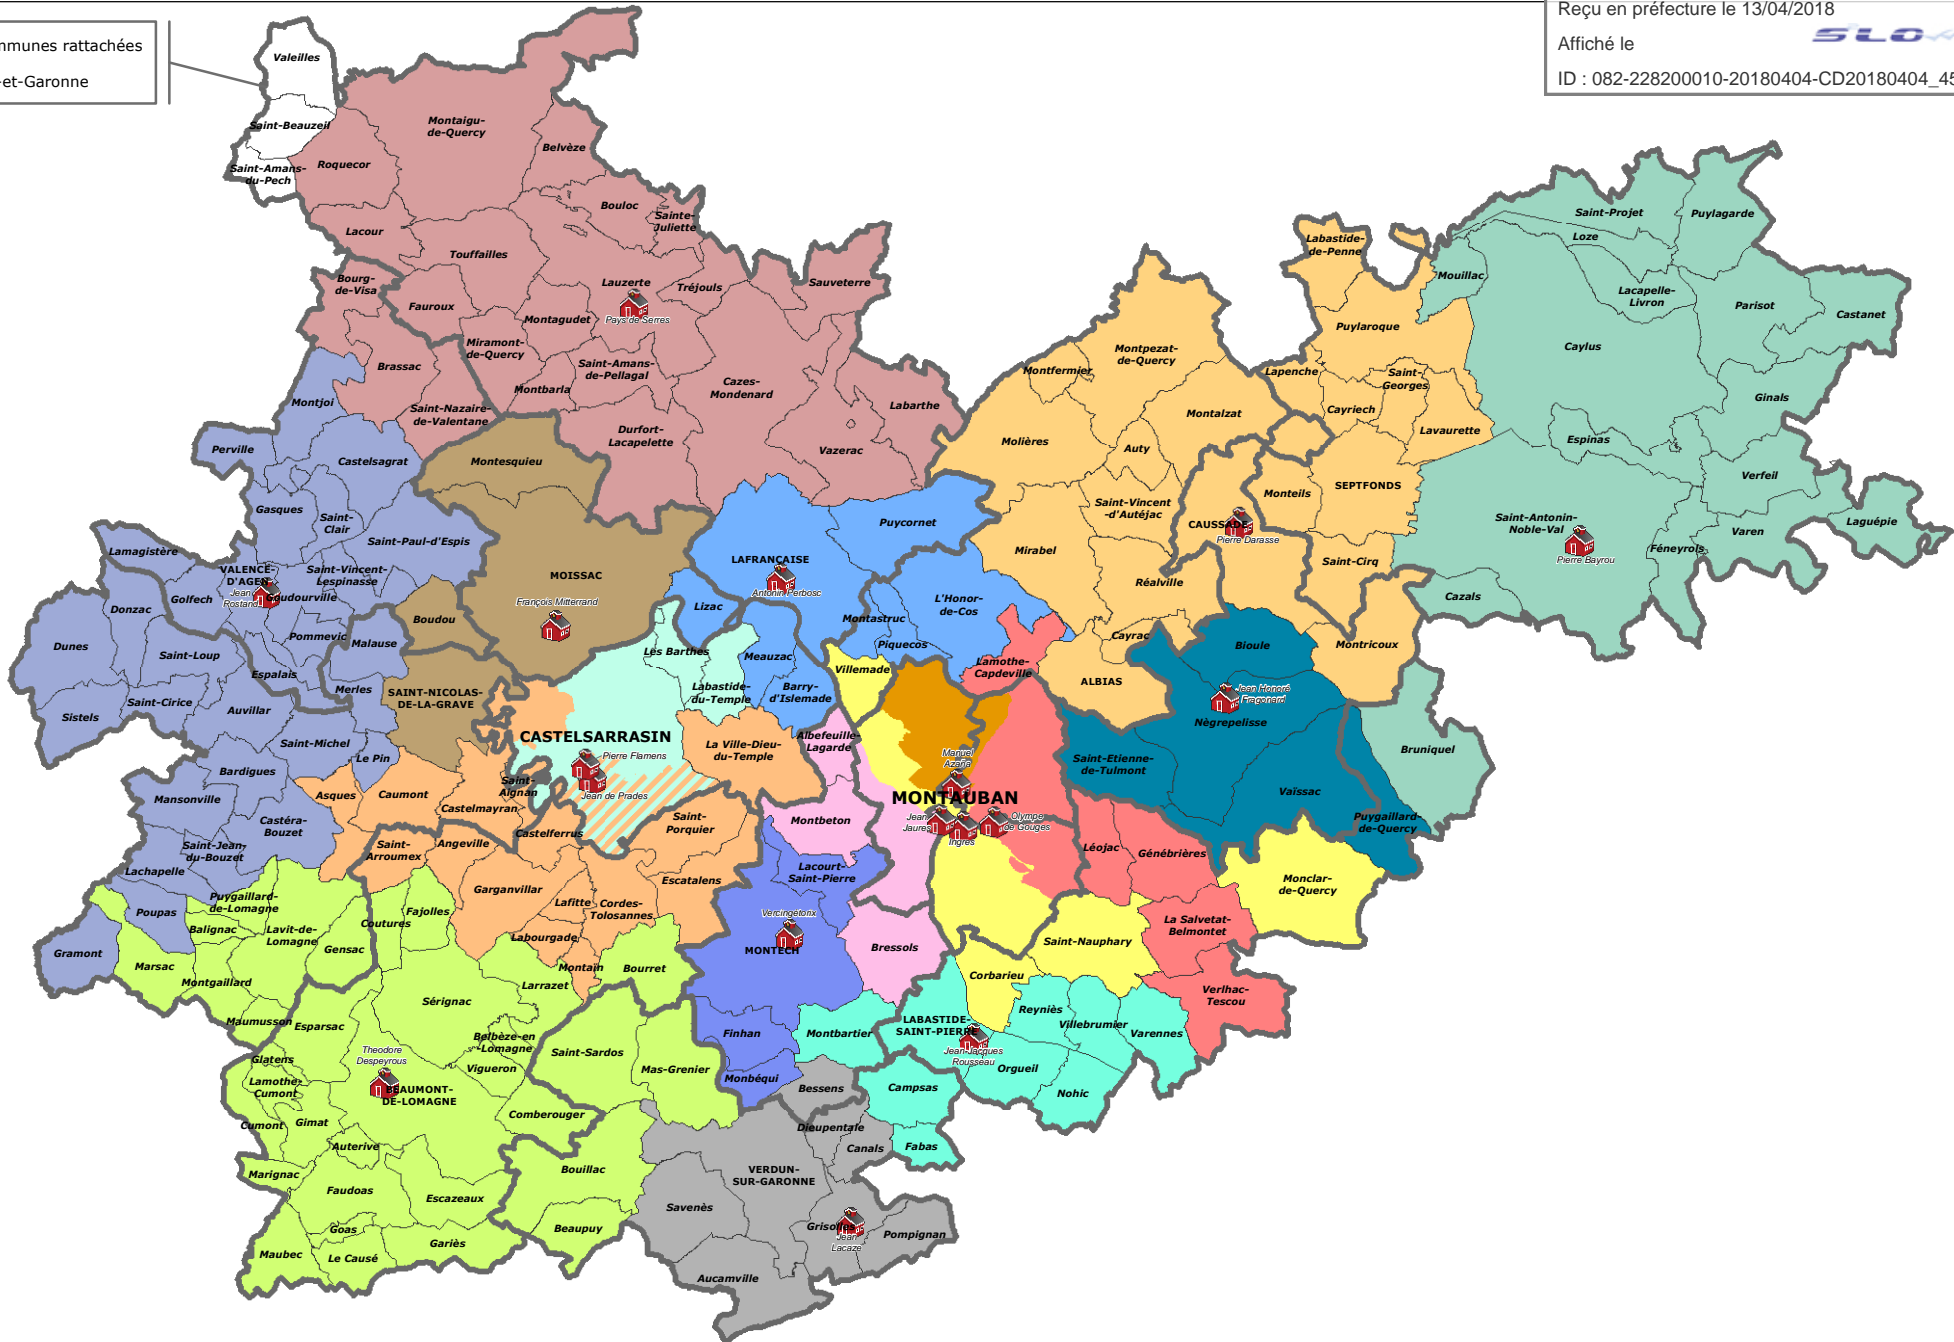 Reçu en préfecture le 13/04/2018
Affiché le
SLO
ID : 082-228200010-20180404-CD20180404_45
mmunes rattachées
-et-Garonne
Valeilles
Saint-Beauzeil
Saint-Amans-
du-Pech
Montaigu-
de-Quercy
Roquecor
Belvèze
Lacour
Bouloc
Sainte-
Juliette
Touffailles
Bourg-
de-Visa
Fauroux
Lauzerte
Pays de Serres
Tréjouls
Sauveterre
Montagudet
Miramont-
de-Quercy
Brassac
Saint-Amans-
de-Pellagal
Montbarla
Cazes-
Mondenard
Saint-Nazaire-
de-Valentane
Durfort-
Lacapelette
Labarthe
Vazerac
Montjoi
Perville
Castelsagrat
Montesquieu
Gasques
Saint-
Clair
Saint-Paul-d'Espis
Lamagistère
VALENCE-
D'AGEN
Jean
Rostand
Saint-Vincent-
Lespinasse
Goudourville
Golfech
Donzac
Dunes
Pommevic
Malause
Boudou
MOISSAC
François Mitterrand
Saint-Loup
Espalais
Merles
Saint-Cirice
Sistels
Auvillar
SAINT-NICOLAS-
DE-LA-GRAVE
Saint-Michel
Le Pin
Bardigues
Mansonville
Castéra-
Bouzet
Saint-Jean-
du-Bouzet
Lachapelle
Poupas
Gramont
LAFRANÇAISE
Antonin Perbosc
Puycornet
Lizac
L'Honor-
de-Cos
Montastruc
Piquecos
Les Barthes
Meauzac
Labastide-
du-Temple
Barry-
d'Islemade
Villemade
Lamothe-
Capdeville
CASTELSARRASIN
Pierre Flamens
Jean de Prades
La Ville-Dieu-
du-Temple
Albefeuille-
Lagarde
Saint-
Aignan
Asques
Caumont
Castelmayran
Castelferrus
Saint-
Porquier
Saint-
Arroumex
Angeville
Garganvillar
Lafitte
Cordes-
Tolosannes
Escatalens
Labourgade
Montaïn
Montbeton
Lacourt-
Saint-Pierre
Vercingetorix
MONTECH
Bressols
Finhan
Monbéqui
Montbartier
MONTAUBAN
Manuel
Azaña
Jean
Jaures
Ingres
Olympe
de Gouges
Labastide-
de-Penne
Mouillac
Saint-Projet
Puylagarde
Loze
Lacapelle-
Livron
Parisot
Castanet
Puylaroque
Caylus
Montpezat-
de-Quercy
Montfermier
Lapenche
Saint-
Georges
Cayriech
Lavaurette
Ginals
Espinas
Montalzat
Molières
Auty
Verfeil
Monteils
SEPTFONDS
Saint-Vincent
-d'Autéjac
CAUSSADE
Pierre Darasse
Saint-Antonin-
Noble-Val
Pierre Bayrou
Féneyrols
Varen
Laguépie
Mirabel
Réalville
Saint-Cirq
Cazals
Cayrac
Bioule
Montricoux
ALBIAS
Jean Honoré
Fragonard
Nègrepelisse
Saint-Etienne-
de-Tulmont
Vaïssac
Bruniquel
Puygaillard-
de-Quercy
Léojac
Génébrières
Monclar-
de-Quercy
La Salvetat-
Belmontet
Saint-Nauphary
Corbarieu
Verlhac-
Tescou
LABASTIDE-
SAINT-PIERRE
Jean-Jacques
Rousseau
Reyniès
Villebrumier
Varennes
Orgueil
Nohic
Campsas
Fabas
Puygaillard-
de-Lomagne
Balignac
Lavit-de-
Lomagne
Gensac
Coutures
Fajolles
Marsac
Montgaillard
Maumusson
Esparsac
Sérignac
Larrazet
Bourret
Belbèze-en
-Lomagne
Vigueron
Saint-Sardos
Mas-Grenier
Theodore
Despeyrous
BEAUMONT-
DE-LOMAGNE
Glatens
Lamothe-
Cumont
Cumont
Gimat
Auterive
Comberouger
Marignac
Faudoas
Escazeaux
Bouillac
Beaupuy
Goas
Maubec
Le Causé
Gariès
Bessens
Dieupentale
Canals
VERDUN-
SUR-GARONNE
Savenès
Grisolles
Jean
Lacaze
Pompignan
Aucamville